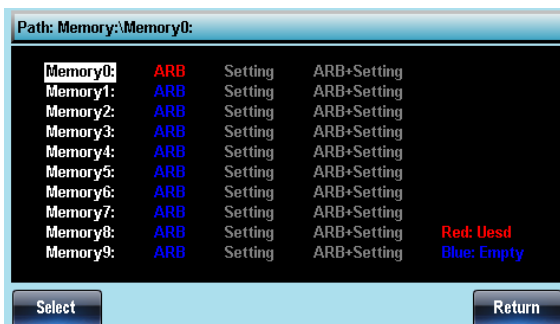 Path: Memory:\Memory0:
Memory0: ARB Setting ARB+Setting
Memory1: ARB Setting ARB+Setting
Memory2: ARB Setting ARB+Setting
Memory3: ARB Setting ARB+Setting
Memory4: ARB Setting ARB+Setting
Memory5: ARB Setting ARB+Setting
Memory6: ARB Setting ARB+Setting
Memory7: ARB Setting ARB+Setting
Memory8: ARB Setting ARB+Setting Red: Uesd
Memory9: ARB Setting ARB+Setting Blue: Empty
Select Return